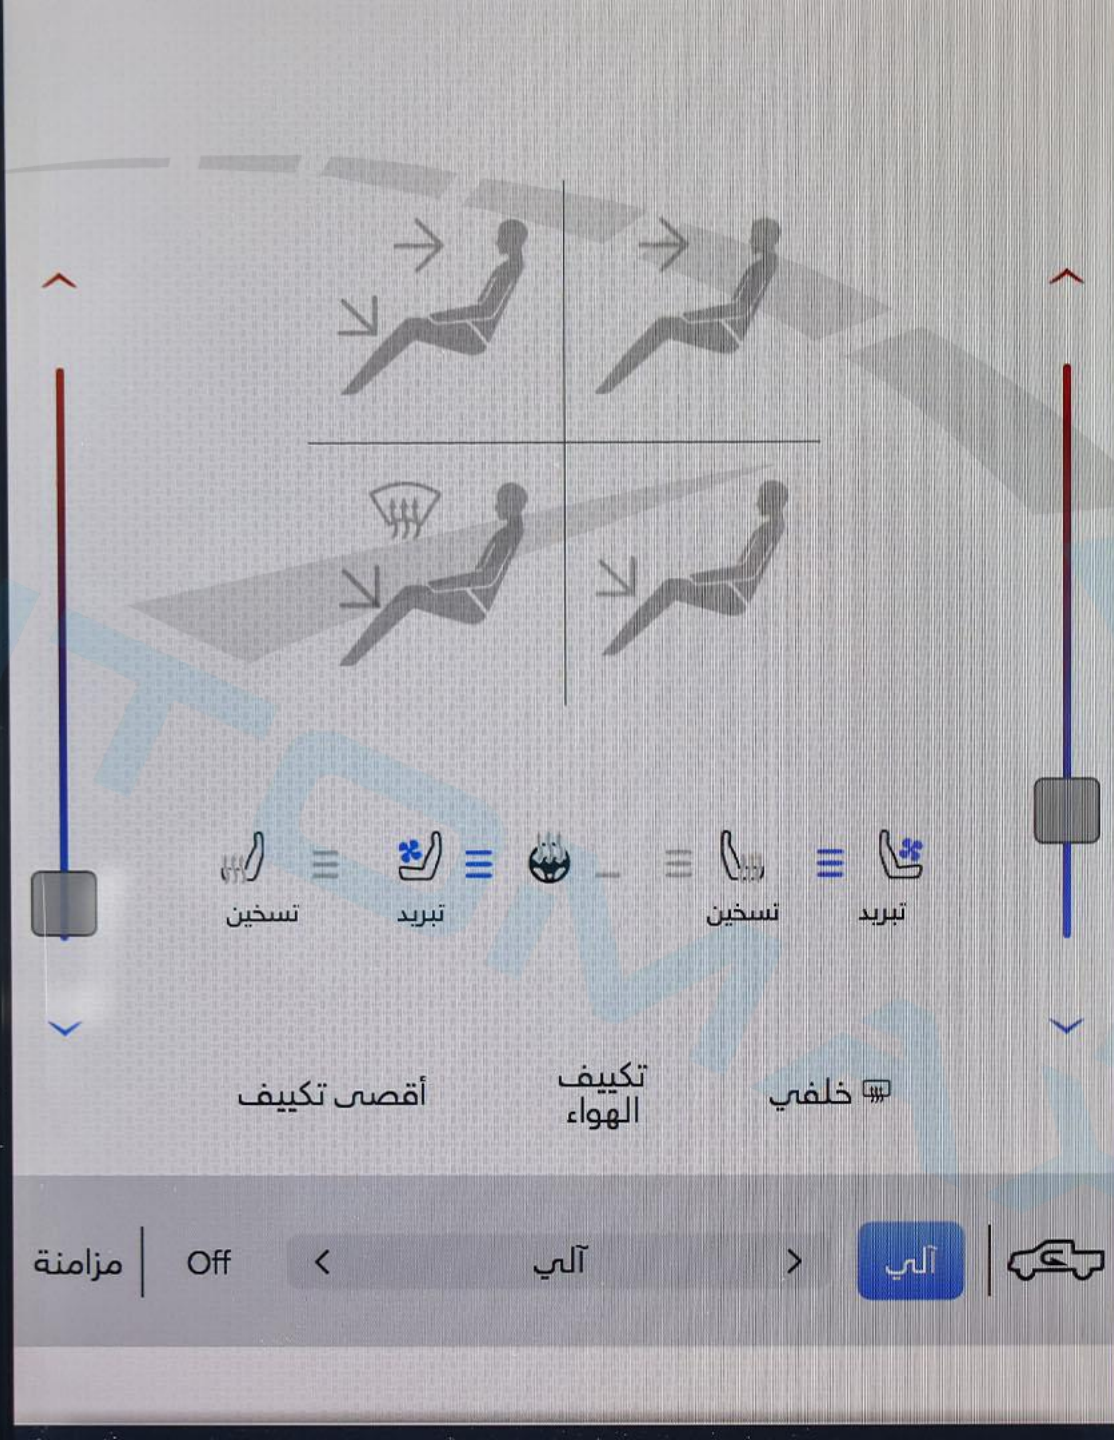 تبريد
تسخين
تبريد
تسخين
خلفي
تكييف
الهواء
أقصى تكييف
آلي
آلي
Off
مزامنة